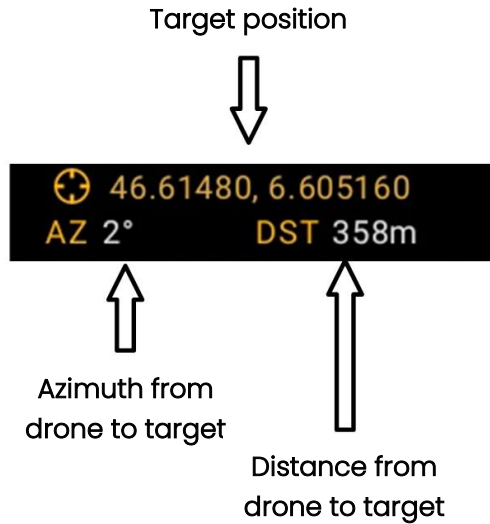 Target position
46.61480, 6.605160
AZ 2° DST 358m
Azimuth from
drone to target
Distance from
drone to target